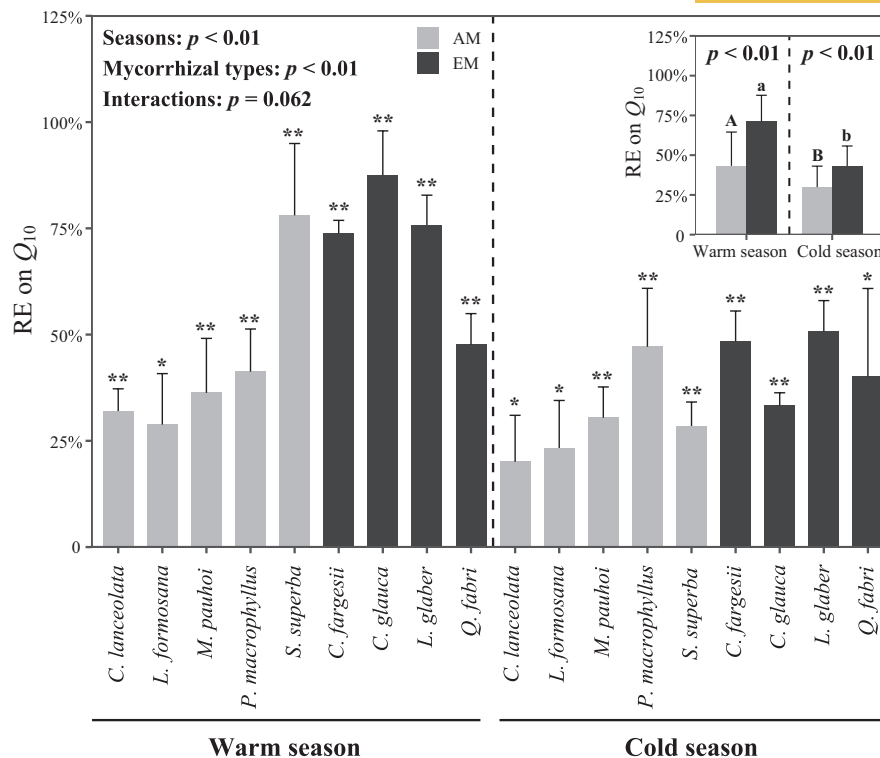 125%
100%
75%
50%
25%
0
RE on Q10
Seasons: p < 0.01
Mycorrhizal types: p < 0.01
Interactions: p = 0.062
AM
EM
**
*
**
**
**
**
**
**
**
*
*
**
**
**
**
**
**
*
125%
100%
75%
50%
25%
0
RE on Q10
p < 0.01
p < 0.01
A
a
B
b
Warm season
Cold season
C. lanceolata
L. formosana
M. pauhoi
P. macrophyllus
S. superba
C. fargesii
C. glauca
L. glaber
Q. fabri
C. lanceolata
L. formosana
M. pauhoi
P. macrophyllus
S. superba
C. fargesii
C. glauca
L. glaber
Q. fabri
Warm season
Cold season